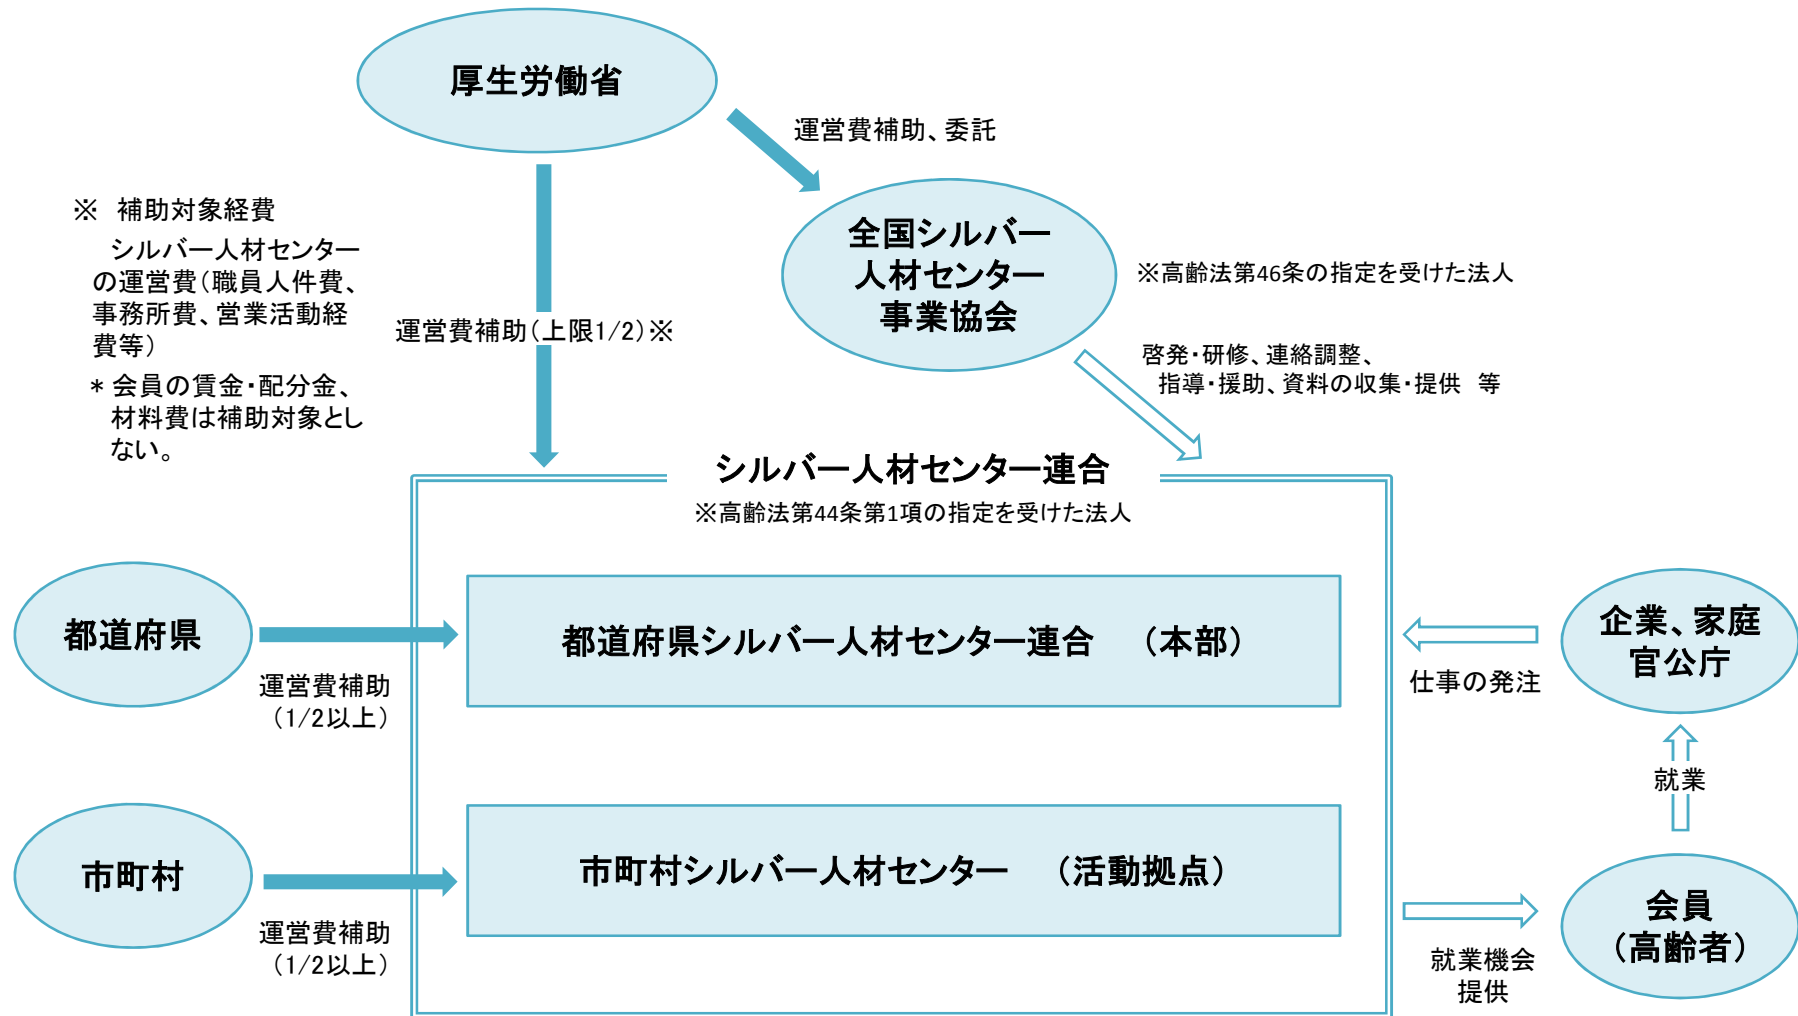 厚生労働省
運営費補助、委託
※　補助対象経費
シルバー人材センターの
の運営費（職員人件費、
事務所費、営業活動経
費等）
＊会員の賃金・配分金、
材料費は補助対象とし
ない。
全国シルバー
人材センター
事業協会
※高齢法第46条の指定を受けた法人
運営費補助（上限1/2）※
啓発・研修、連絡調整、
指導・援助、資料の収集・提供　等
シルバー人材センター連合
※高齢法第44条第1項の指定を受けた法人
都道府県
運営費補助
（1/2以上）
都道府県シルバー人材センター連合　（本部）
企業、家庭
官公庁
仕事の発注
就業
市町村
運営費補助
（1/2以上）
市町村シルバー人材センター　（活動拠点）
会員
（高齢者）
就業機会
提供